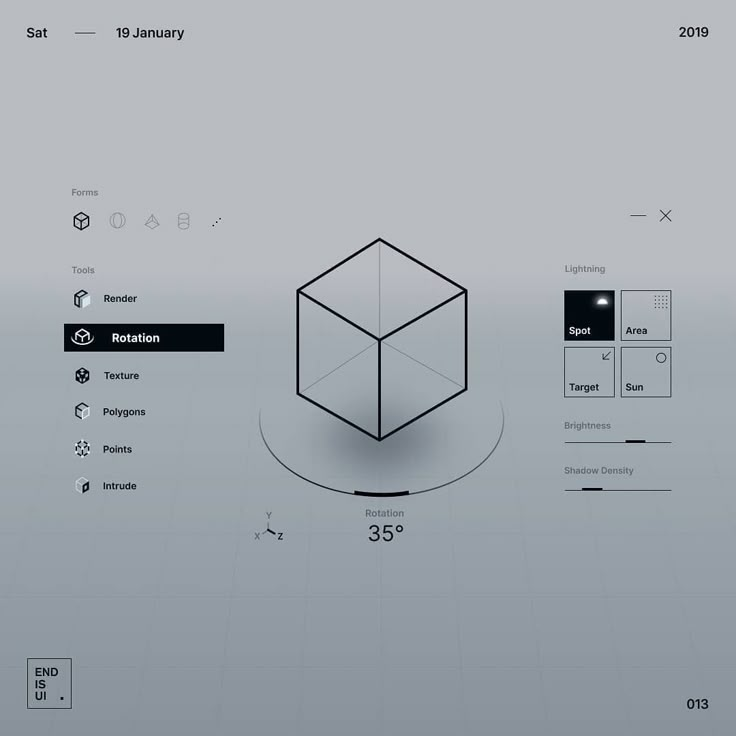 Sat — 19 January
2019
Forms
Tools
Render
Rotation
Texture
Polygons
Points
Intrude
Y
X
Z
Rotation
35°
Lightning
Spot
Area
Target
Sun
Brightness
Shadow Density
END
IS
UI .
013